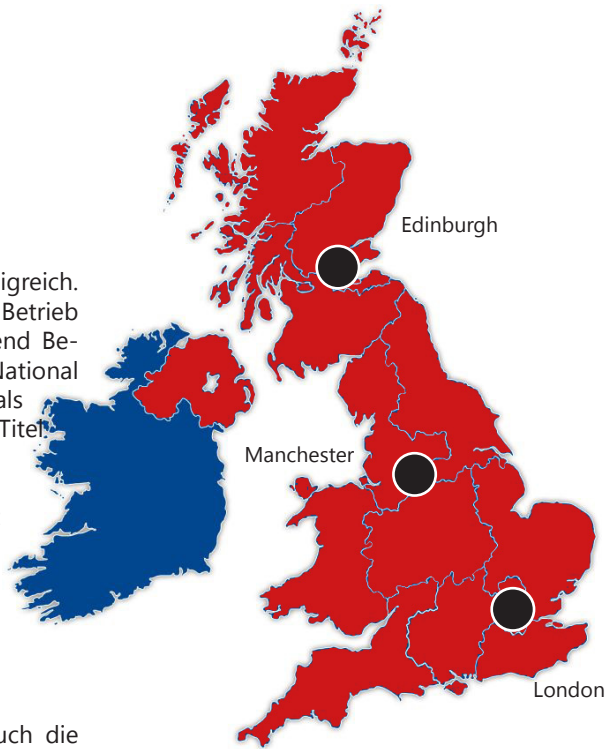 Edinburgh
igreich.
Betrieb
end Be-
National
als
Titel.
Manchester
London
uch die